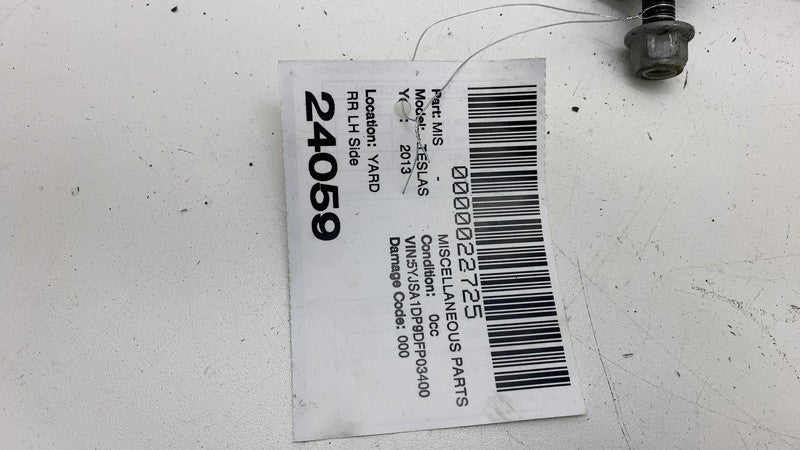 0000022725
Part: MIS - MISCELLANEOUS PARTS
Model: TESLAS Condition: 0cc
2013 VIN:5YJSA1DP9DFP03400
Damage Code: 000
Location: YARD
RR LH Side
24059